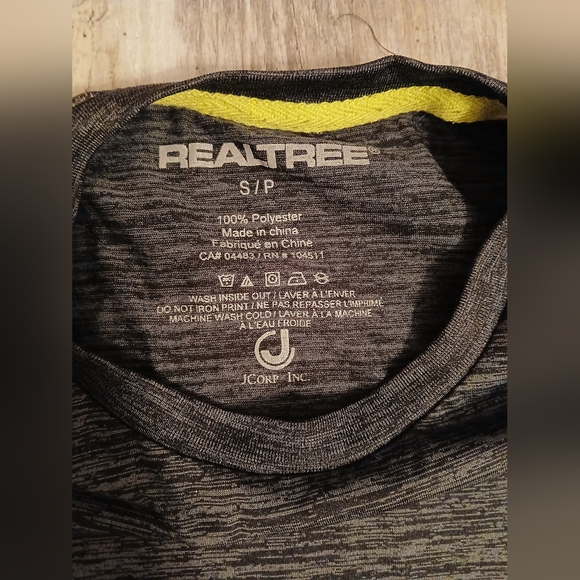 REALTREE®
S/P
100% Polyester
Made in china
Fabriqué en Chine
CA# 04483 / RN # 104511
WASH INSIDE OUT / LAVER À L'ENVER
DO NOT IRON PRINT / NE PAS REPASSER L'IMPRIMÉ
MACHINE WASH COLD / LAVER À LA MACHINE
A L'EAU FROIDE
JCORP INC.